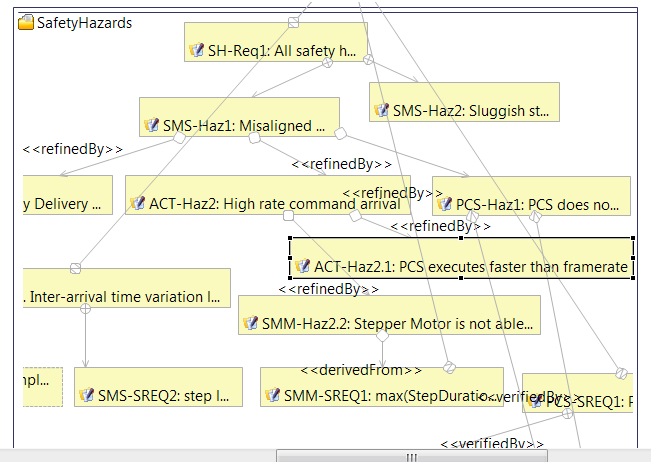 SafetyHazards
SH-Req1: All safety h...
SMS-Haz2: Sluggish st...
SMS-Haz1: Misaligned ...
<<refinedBy>>
<<refinedBy>>
<<refinedBy>>
y Delivery ...
ACT-Haz2: High rate command arrival
PCS-Haz1: PCS does no...
<<refinedBy>>
ACT-Haz2.1: PCS executes faster than framerate
<<refinedBy>>
. Inter-arrival time variation l...
SMM-Haz2.2: Stepper Motor is not able...
<<derivedFrom>>
npl...
SMS-SREQ2: step l...
SMM-SREQ1: max(StepDuratio...
<<verifiedBy>>
PCS-SREQ1: P
<<verifiedBy>>